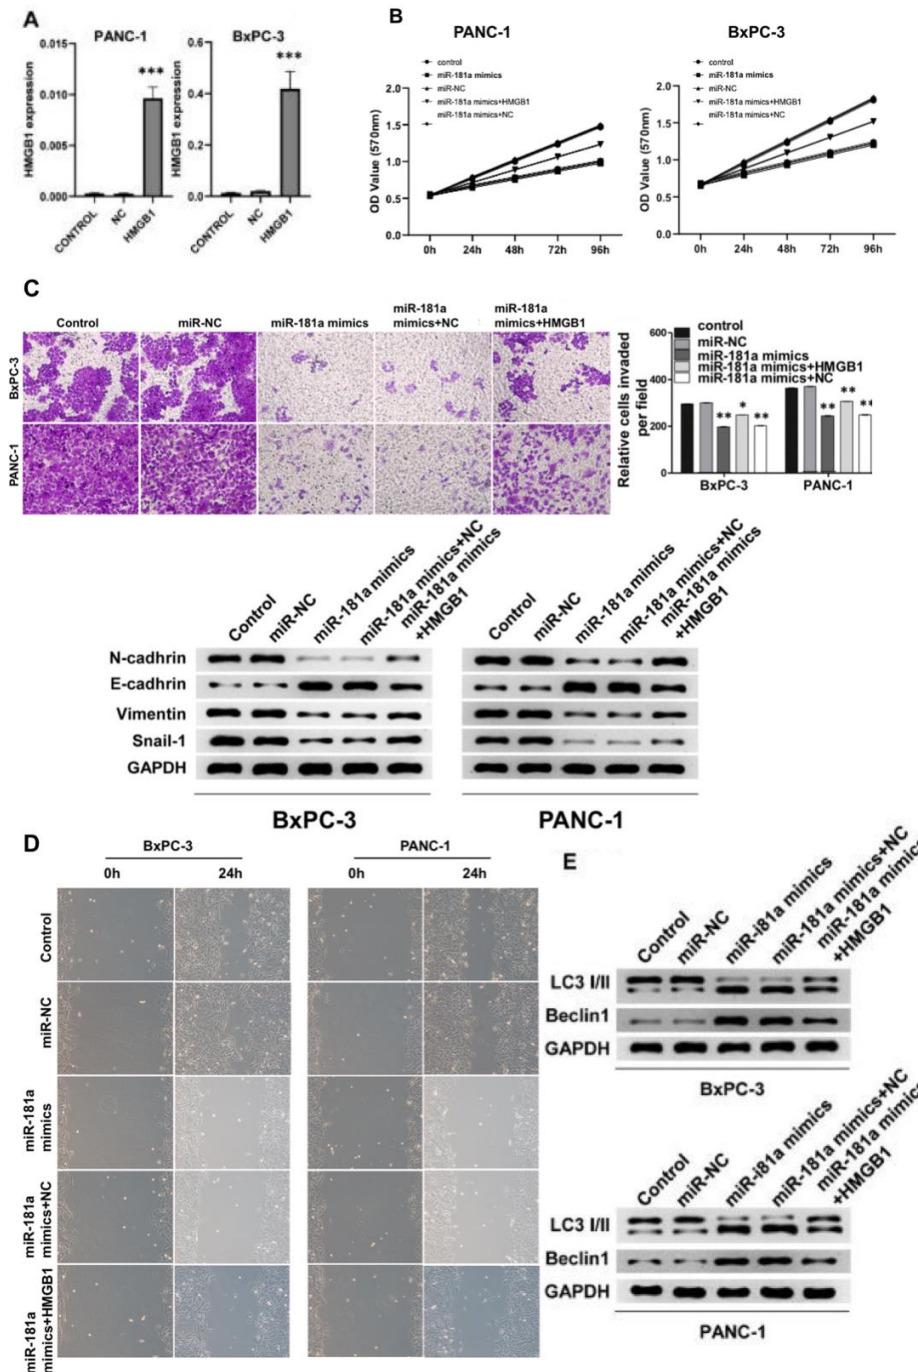 A
PANC-1
BxPC-3
HMGB1 expression
0.015
0.010
0.005
0.000
CONTROL
NC
HMGB1
***
HMGB1 expression
0.6
0.4
0.2
0.0
CONTROL
NC
HMGB1
***
B
PANC-1
control
miR-181a mimics
miR-NC
miR-181a mimics+HMGB1
miR-181a mimics+NC
OD Value (570nm)
2.0
1.5
1.0
0.5
0.0
0h 24h 48h 72h 96h
BxPC-3
control
miR-181a mimics
miR-NC
miR-181a mimics+HMGB1
miR-181a mimics+NC
OD Value (570nm)
2.0
1.5
1.0
0.5
0.0
0h 24h 48h 72h 96h
C
Control
miR-NC
miR-181a mimics
miR-181a
mimics+NC
miR-181a
mimics+HMGB1
BxPC-3
PANC-1
Relative cells invaded
per field
600
400
200
0
control
miR-NC
miR-181a mimics
miR-181a mimics+HMGB1
miR-181a mimics+NC
** * **
** ** **
BxPC-3
PANC-1
Control
miR-NC
miR-181a mimics
miR-181a mimics+NC
miR-181a mimics
+HMGB1
Control
miR-NC
miR-181a mimics
miR-181a mimics+NC
miR-181a mimics
+HMGB1
N-cadhrin
E-cadhrin
Vimentin
Snail-1
GAPDH
BxPC-3
PANC-1
D
BxPC-3
PANC-1
0h
24h
0h
24h
Control
miR-NC
miR-181a
mimics
miR-181a
mimics+NC
miR-181a
mimics+HMGB1
E
Control
miR-NC
miR-i81a mimics
miR-181a mimics+NC
miR-181a mimics
+HMGB1
LC3 I/II
Beclin1
GAPDH
BxPC-3
Control
miR-NC
miR-i81a mimics
miR-181a mimics+NC
miR-181a mimics
+HMGB1
LC3 I/II
Beclin1
GAPDH
PANC-1